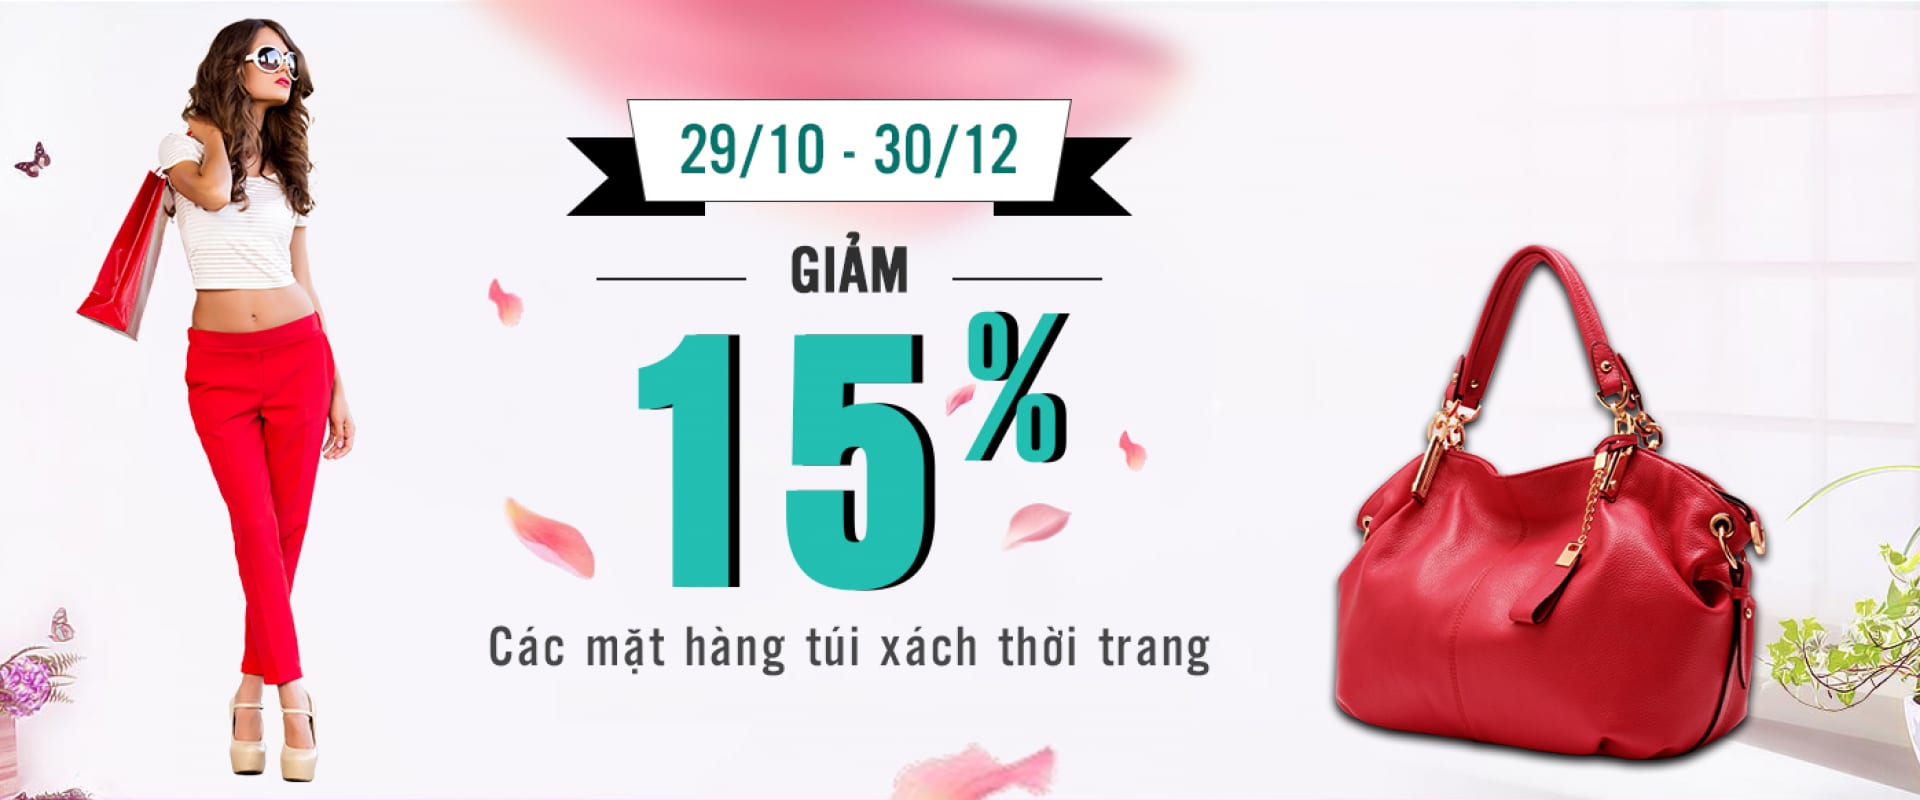 29/10 - 30/12
GIẢM
15%
Các mặt hàng túi xách thời trang